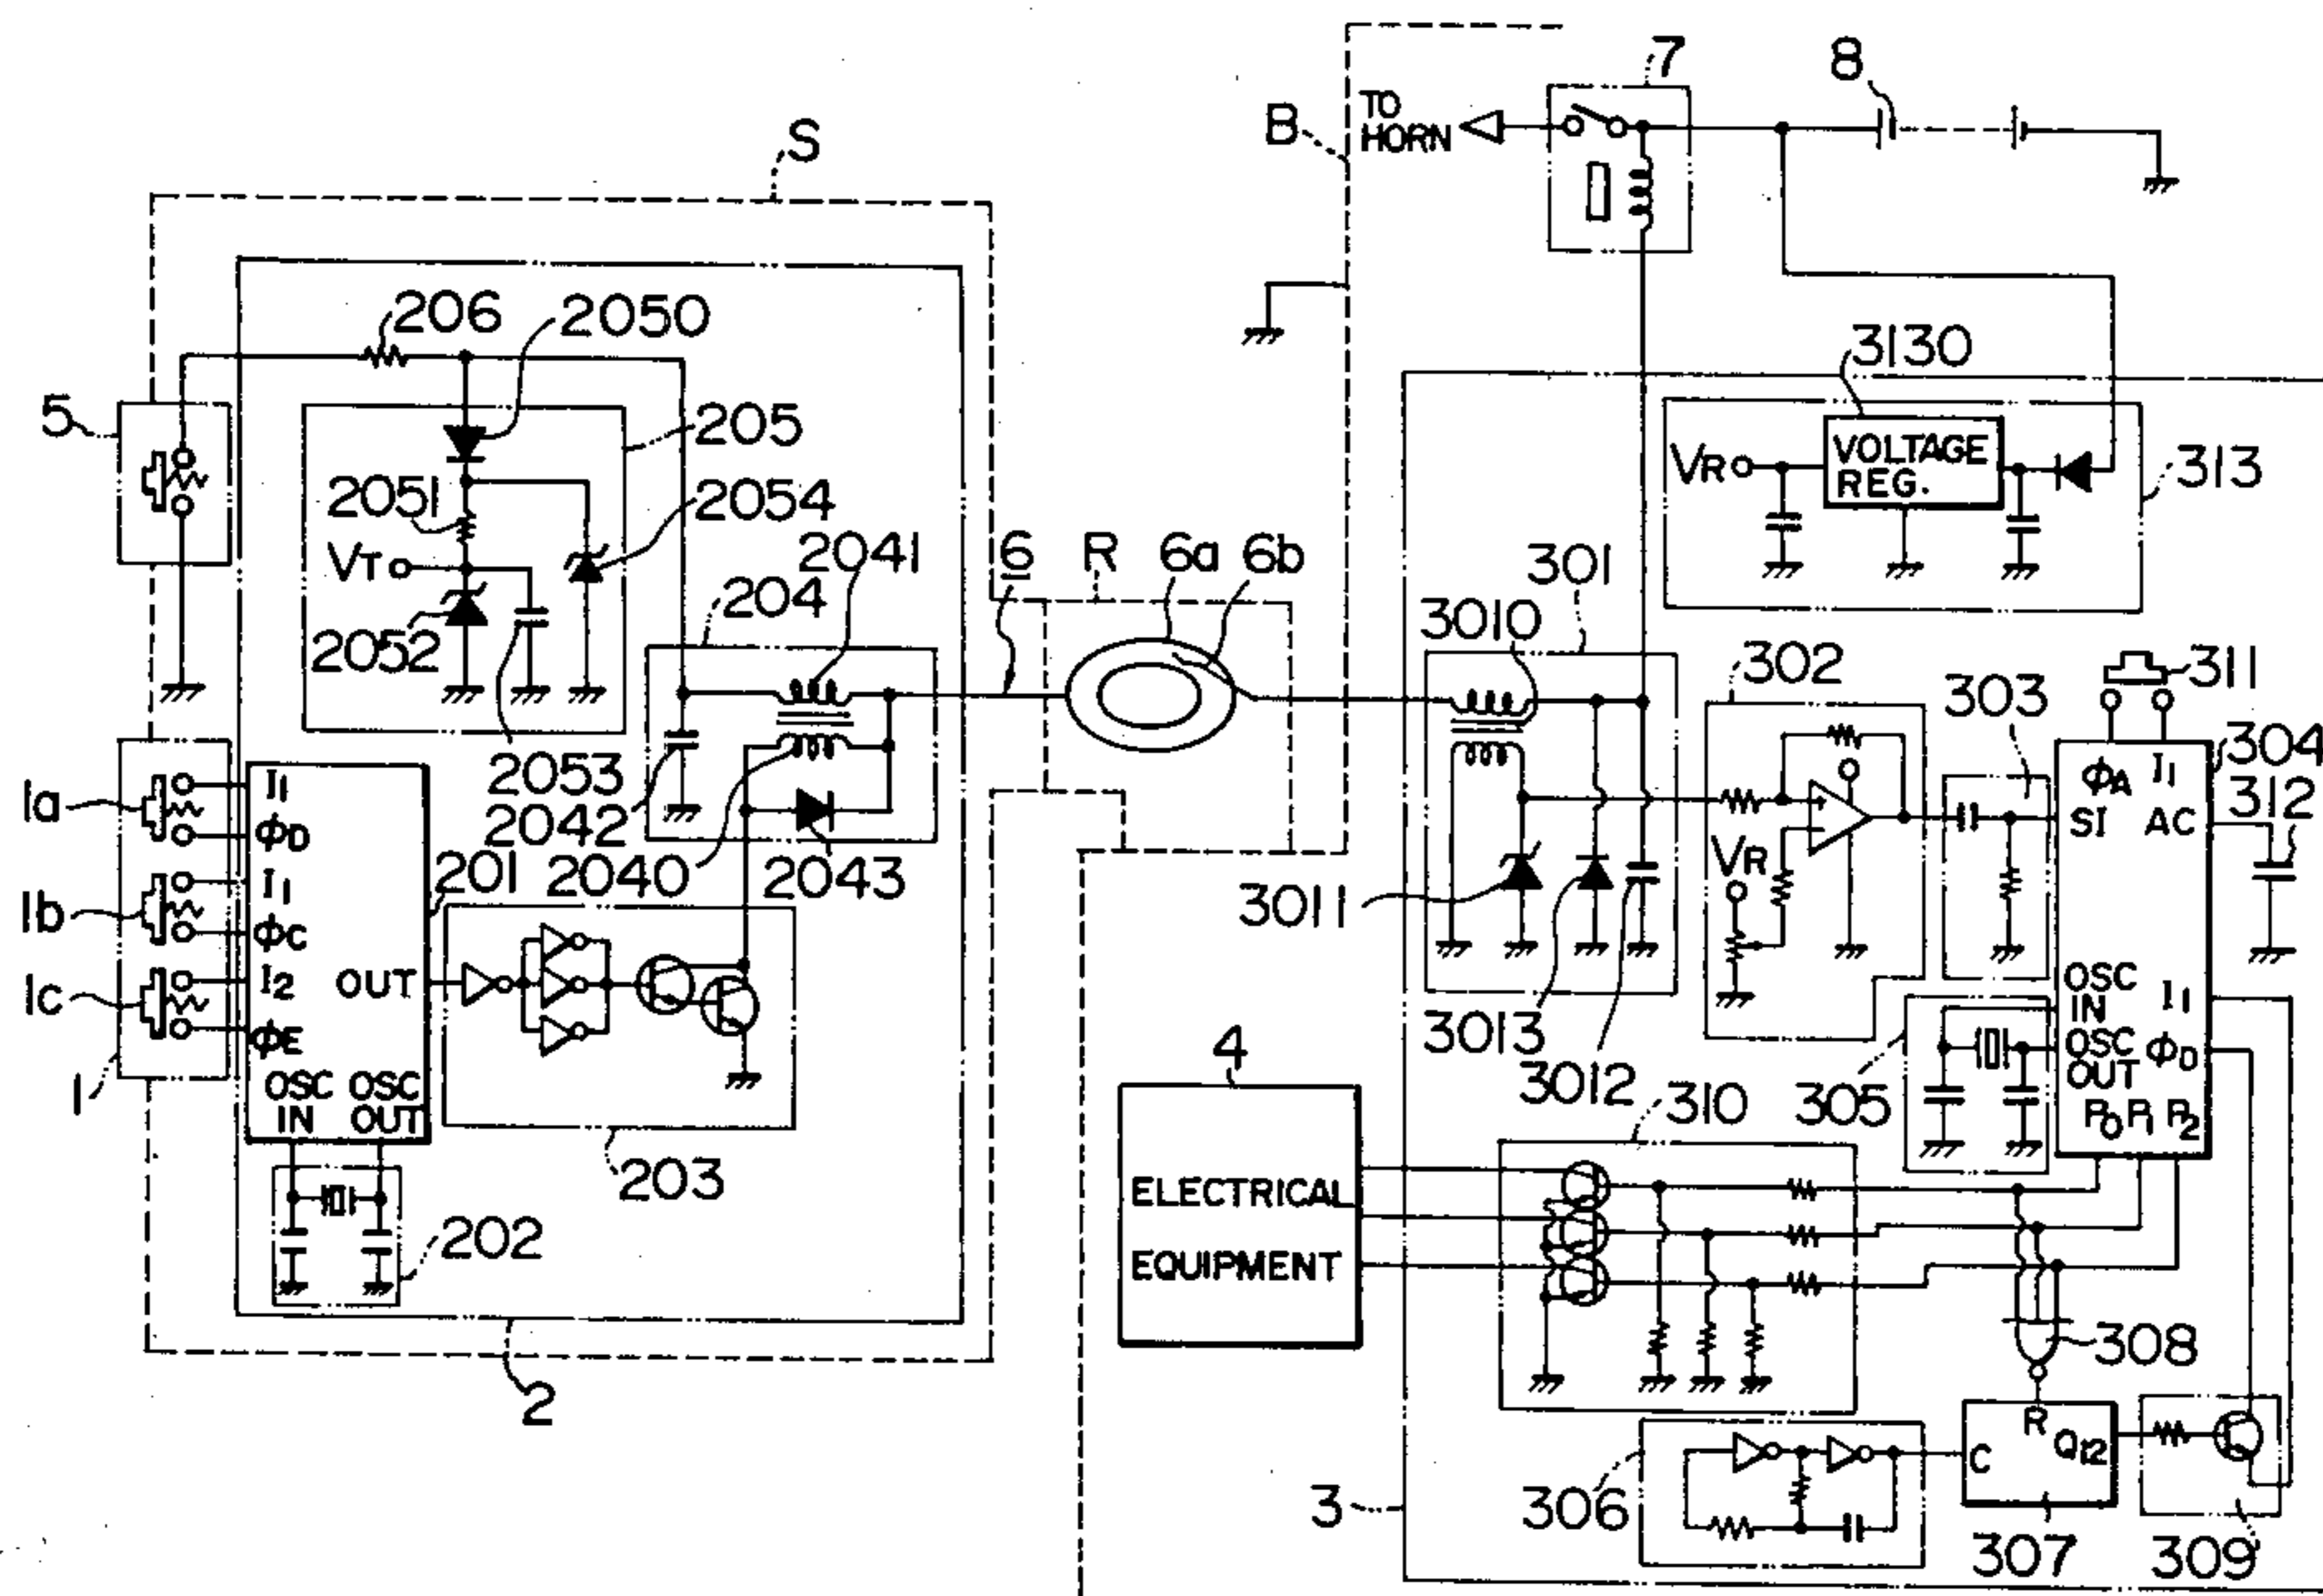 7
8
TO
HORN
B
S
206
2050
3130
5
205
VOLTAGE
REG.
VR
313
2051
2054
VT
2041
6
R
6a
6b
301
204
3010
2052
302
311
303
304
2053
1a
I1
ΦD
2042
ΦA
I1
SI
AC
312
201
2040
2043
VR
3011
1b
I1
ΦC
1c
I2
OUT
ΦE
OSC
IN
I1
3013
4
OSC
OUT
ΦD
305
3012
310
1
OSC
IN
OSC
OUT
P0 P1 P2
203
ELECTRICAL
EQUIPMENT
202
308
2
R
Q12
C
3
306
307
309